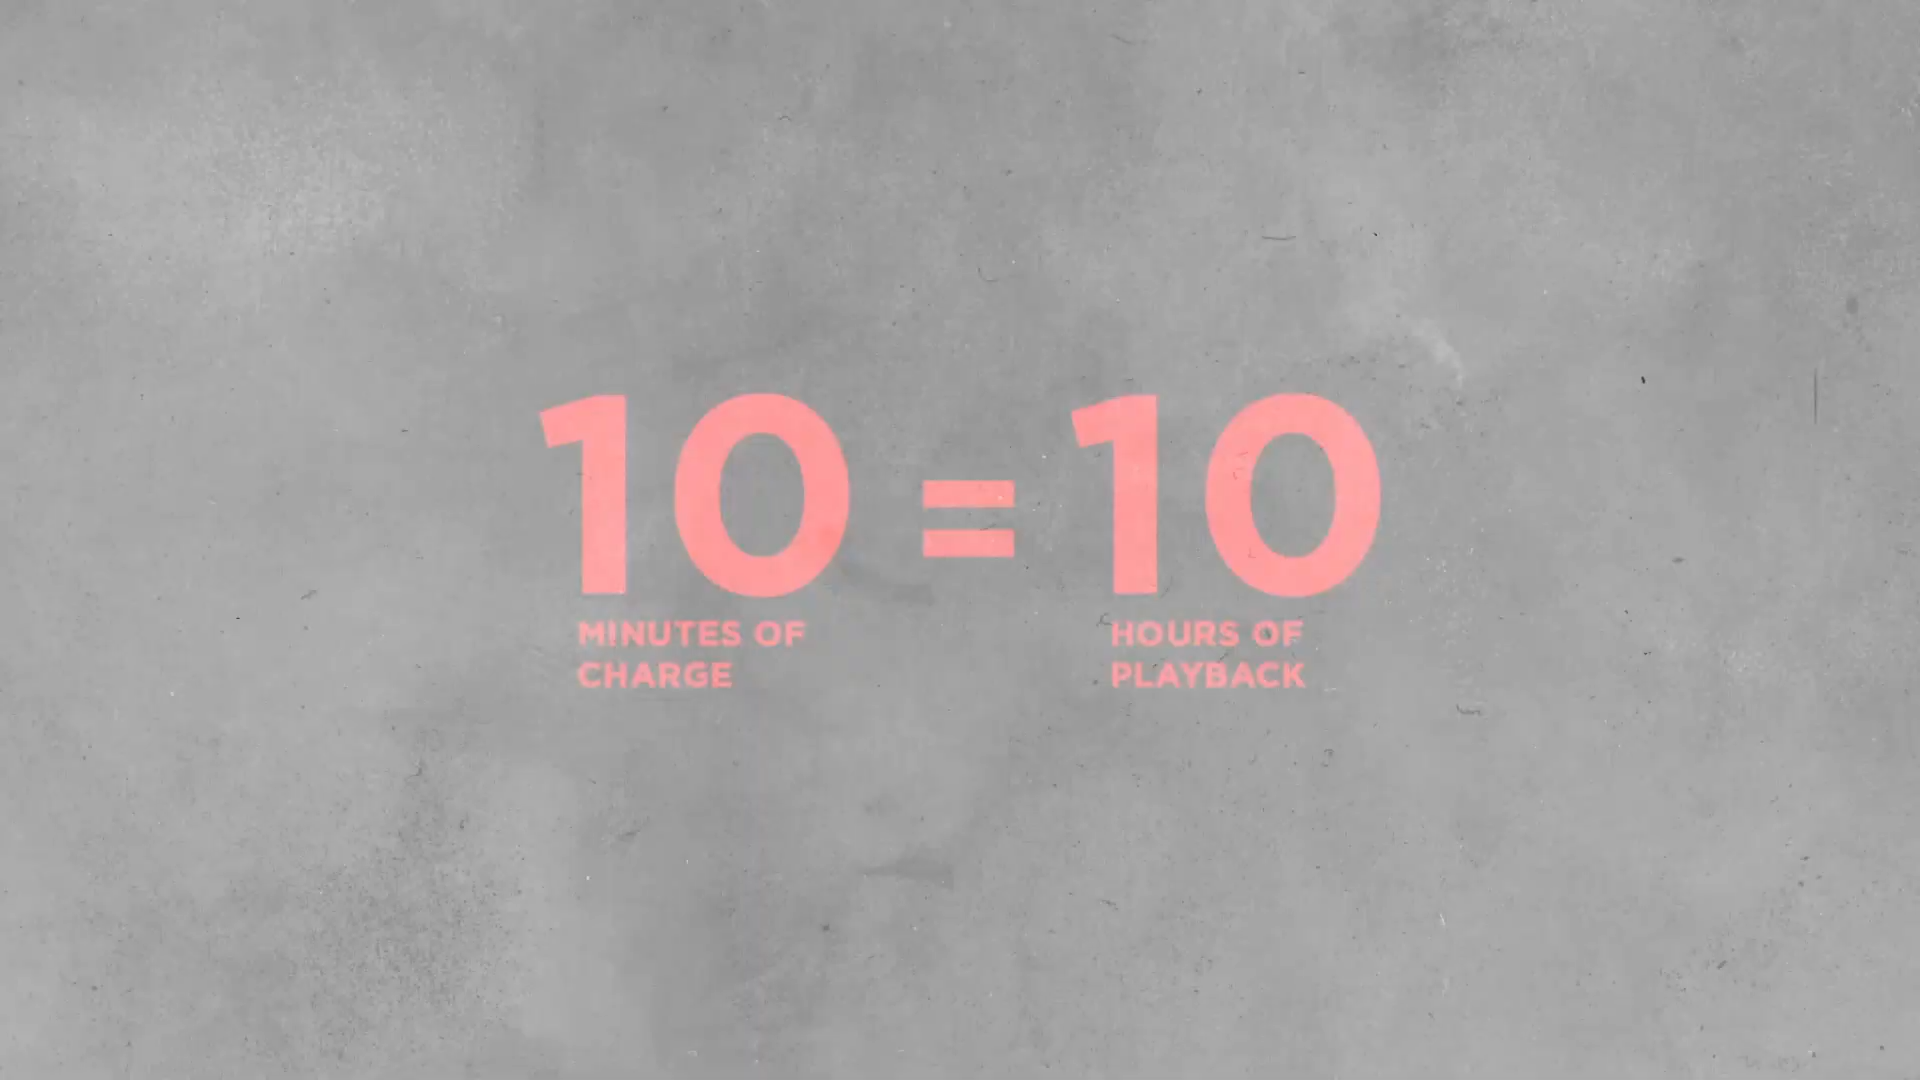 10 = 10
MINUTES OF
CHARGE
HOURS OF
PLAYBACK